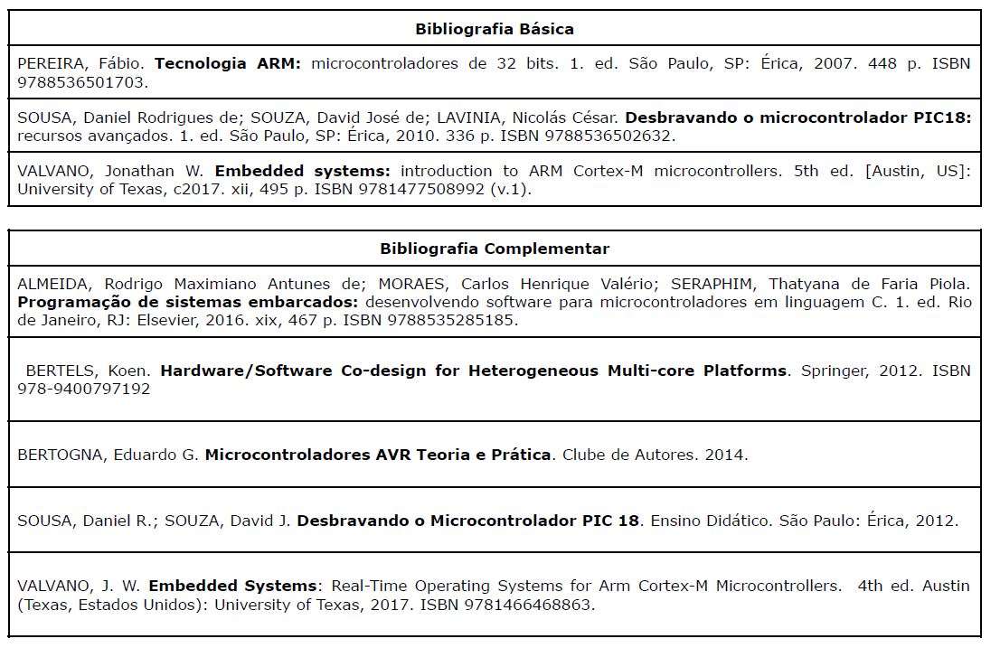 Bibliografia Básica
PEREIRA, Fábio. Tecnologia ARM: microcontroladores de 32 bits. 1. ed. São Paulo, SP: Érica, 2007. 448 p. ISBN
9788536501703.
SOUSA, Daniel Rodrigues de; SOUZA, David José de; LAVINIA, Nicolás César. Desbravando o microcontrolador PIC18:
recursos avançados. 1. ed. São Paulo, SP: Érica, 2010. 336 p. ISBN 9788536502632.
VALVANO, Jonathan W. Embedded systems: introduction to ARM Cortex-M microcontrollers. 5th ed. [Austin, US]:
University of Texas, c2017. xii, 495 p. ISBN 9781477508992 (v.1).
Bibliografia Complementar
ALMEIDA, Rodrigo Maximiano Antunes de; MORAES, Carlos Henrique Valério; SERAPHIM, Thatyana de Faria Piola.
Programação de sistemas embarcados: desenvolvendo software para microcontroladores em linguagem C. 1. ed. Rio
de Janeiro, RJ: Elsevier, 2016. xix, 467 p. ISBN 9788535285185.
BERTELS, Koen. Hardware/Software Co-design for Heterogeneous Multi-core Platforms. Springer, 2012. ISBN
978-9400797192
BERTOGNA, Eduardo G. Microcontroladores AVR Teoria e Prática. Clube de Autores. 2014.
SOUSA, Daniel R.; SOUZA, David J. Desbravando o Microcontrolador PIC 18. Ensino Didático. São Paulo: Érica, 2012.
VALVANO, J. W. Embedded Systems: Real-Time Operating Systems for Arm Cortex-M Microcontrollers. 4th ed. Austin
(Texas, Estados Unidos): University of Texas, 2017. ISBN 9781466468863.